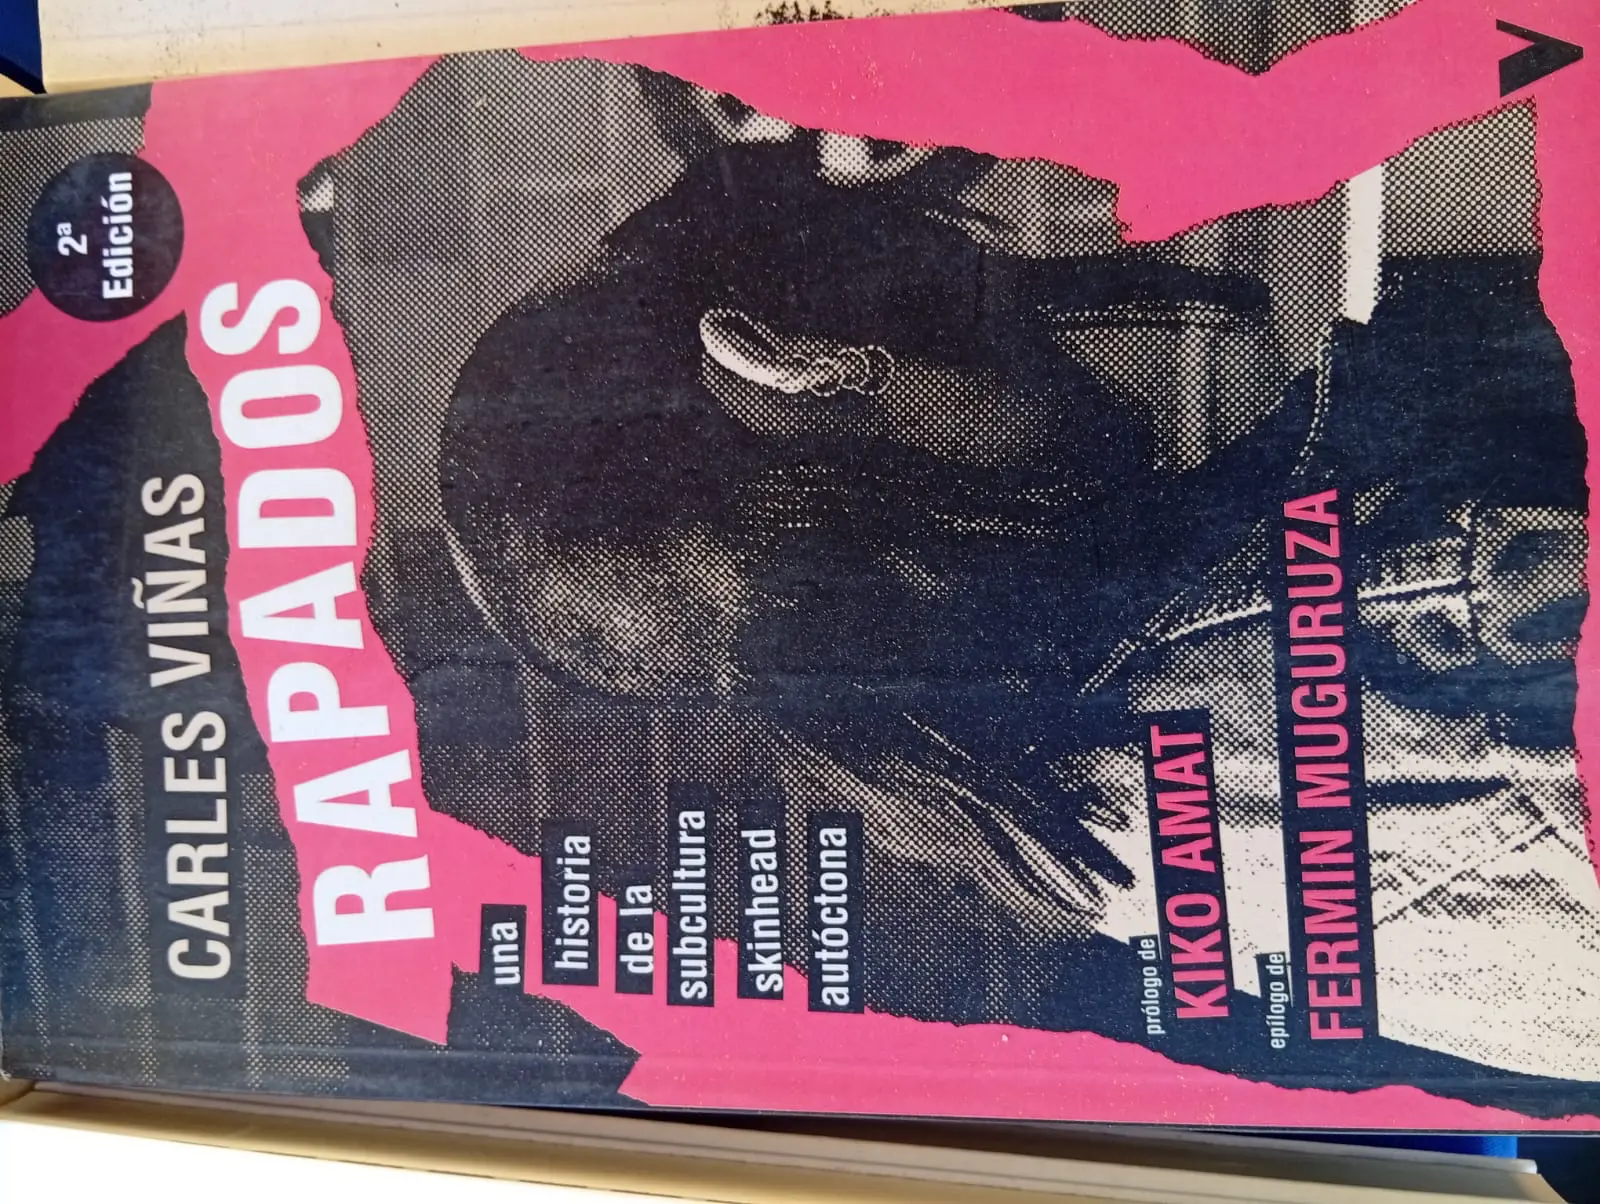 2ª
Edición
CARLES VIÑAS
RAPADOS
una
historia
de la
subcultura
skinhead
autóctona
prólogo de
KIKO AMAT
epílogo de
FERMIN MUGURUZA